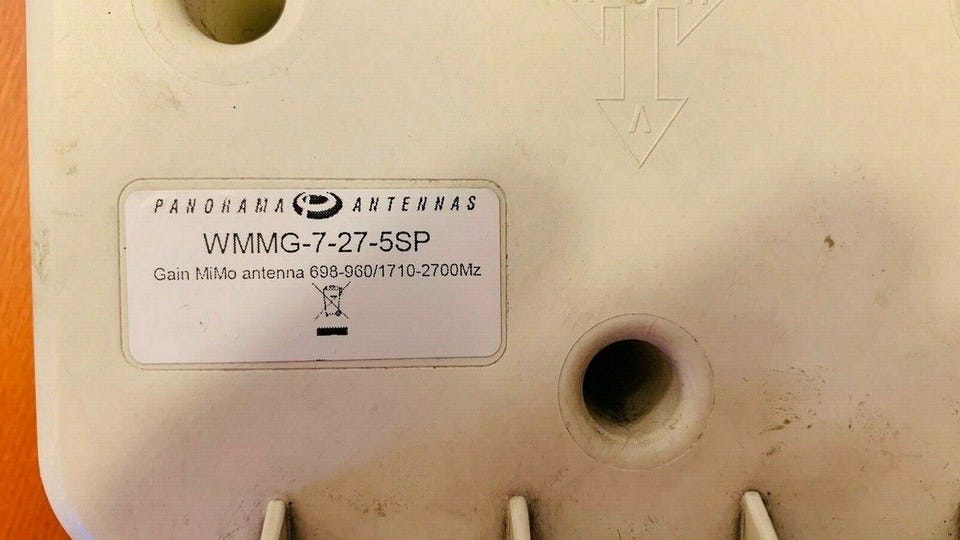 PANORAMA ANTENNAS
WMMG-7-27-5SP
Gain MiMo antenna 698-960/1710-2700Mz
V